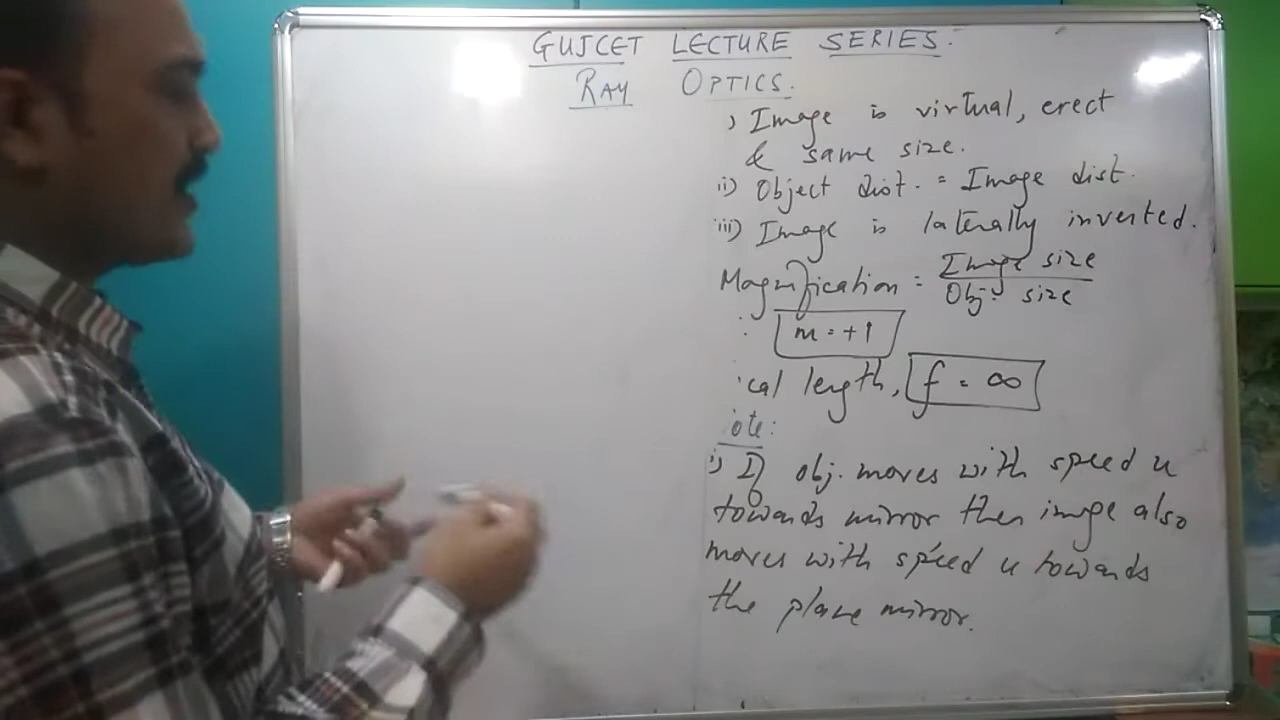 GUJCET LECTURE SERIES.
RAY OPTICS.
i) Image is virtual, erect
& same size.
ii) Object dist. = Image dist.
iii) Image is laterally inverted.
Magnification = Image size
Obj. size
m = +1
ical length, f = ∞
ote:
i) If obj. moves with speed u
towards mirror then image also
moves with speed u towards
the plane mirror.